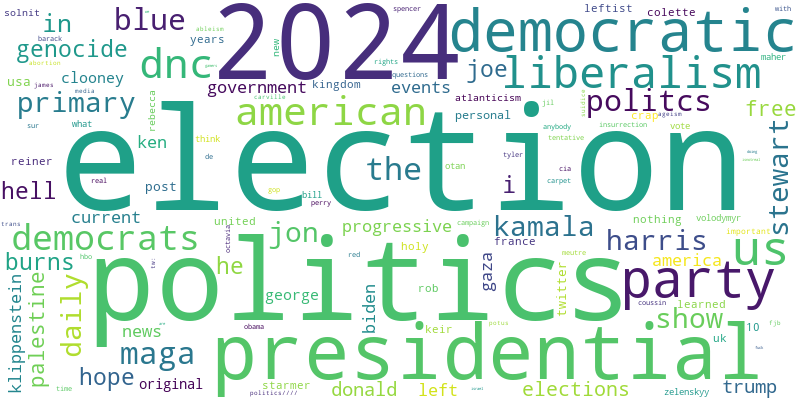 solnit
barack
blue
2024
spencer
leftist
colette
with
in
genocide
ableism
years
new
democratic
abortion
dnc
rights
joe
maher
usa
james
clooney
government
kingdom
events
liberalism
media
carville
questions
primary
rebecca
american
atlanticism
jil
suicide
politcs
free
sur
what
personal
crap
ageism
ken
think
election
anybody
insurrection
vote
tentative
reiner
de
the
otan
tyler
cia
stewart
hell
real
gop
bill
i
carpet
post
perry
trans
current
united
campaign
kamala
nothing
volodymyr
democrats
jon
progressive
harris
important
octavia
holy
france
us
burns
hbo
he
red
neutre
america
politics
gaza
twitter
party
klippenstein
palestine
daily
george
biden
rob
coussin
learned
news
obama
keir
potus
show
10
fjb
maga
presidential
uk
hope
original
starmer
donald
left
elections
zelenskyy
trump
time
politics////